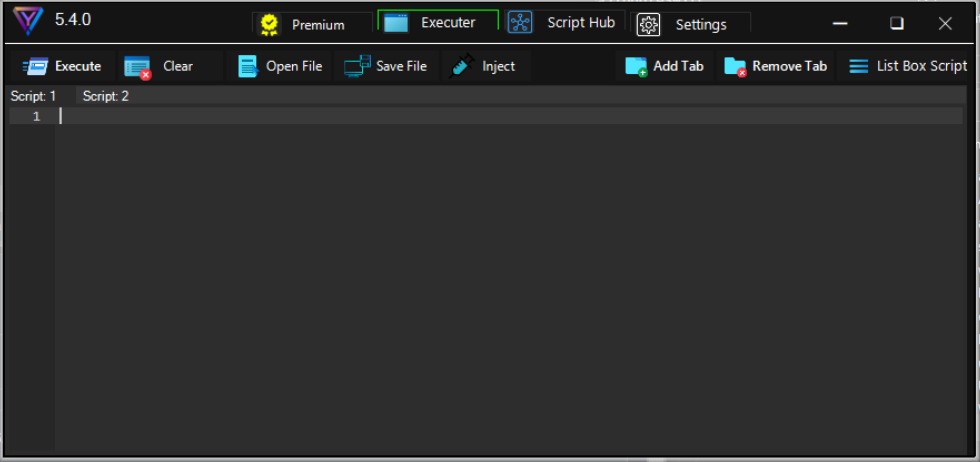 5.4.0 Premium Executer Script Hub Settings
Execute Clear Open File Save File Inject Add Tab Remove Tab List Box Script
Script: 1 Script: 2
1